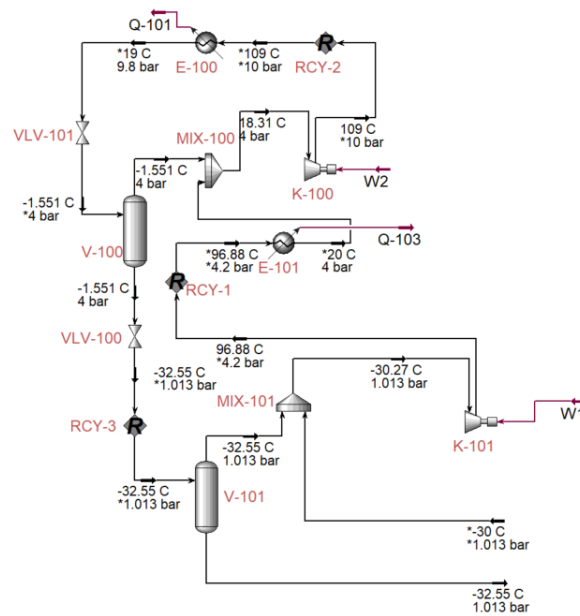 Q-101
*19 C
9.8 bar
E-100
*109 C
*10 bar
R
RCY-2
VLV-101
MIX-100
18.31 C
4 bar
109 C
*10 bar
K-100
W2
-1.551 C
4 bar
-1.551 C
*4 bar
V-100
*96.88 C
*4.2 bar
E-101
*20 C
4 bar
Q-103
R
RCY-1
-1.551 C
4 bar
VLV-100
96.88 C
*4.2 bar
-30.27 C
1.013 bar
-32.55 C
*1.013 bar
MIX-101
W1
K-101
RCY-3
R
-32.55 C
1.013 bar
-32.55 C
*1.013 bar
V-101
*-30 C
*1.013 bar
-32.55 C
1.013 bar